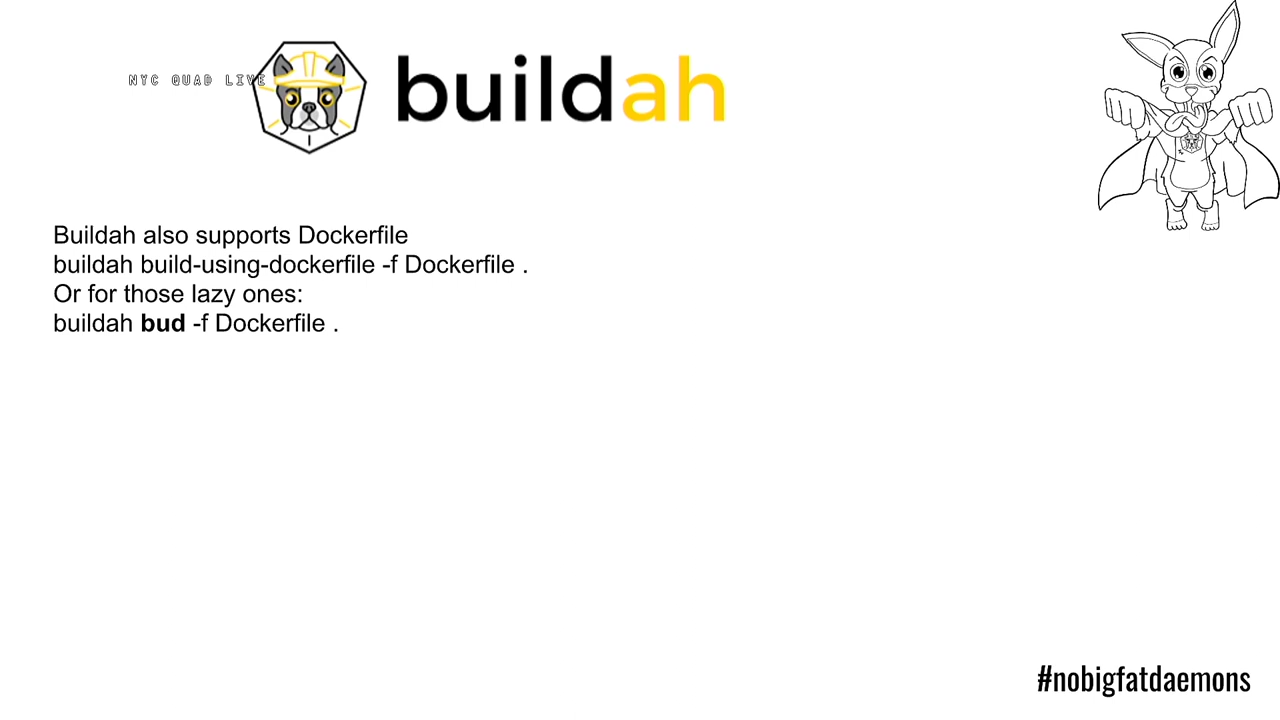 NYC QUAD LIVE
buildah
Buildah also supports Dockerfile
buildah build-using-dockerfile -f Dockerfile .
Or for those lazy ones:
buildah bud -f Dockerfile .
#nobigfatdaemons